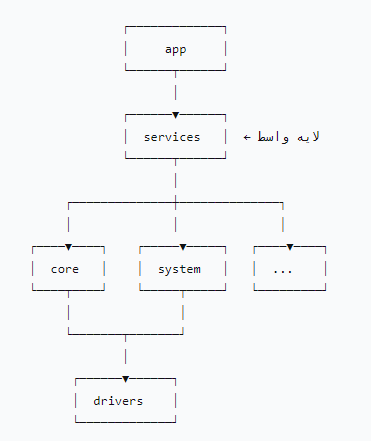 app
services ← لایه واسط
core system ...
drivers